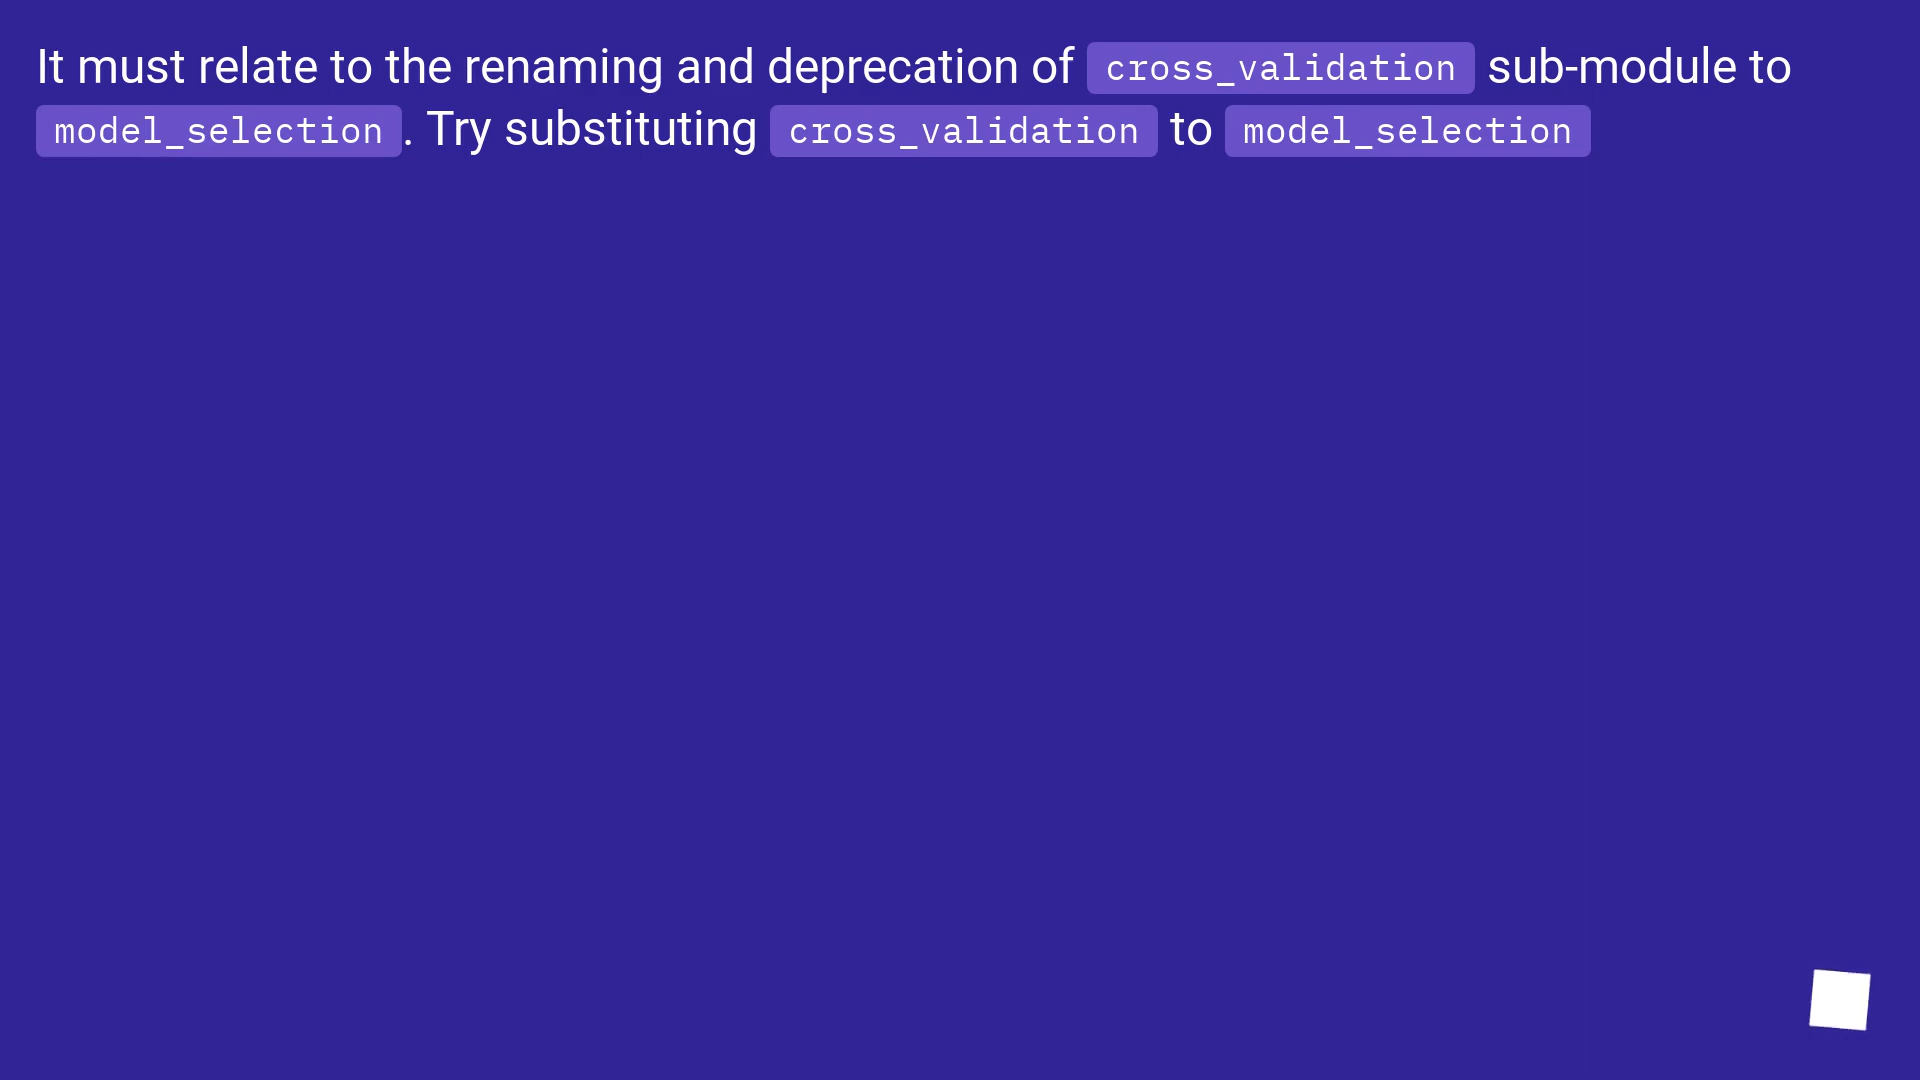 It must relate to the renaming and deprecation of cross_validation sub-module to
model_selection. Try substituting cross_validation to model_selection